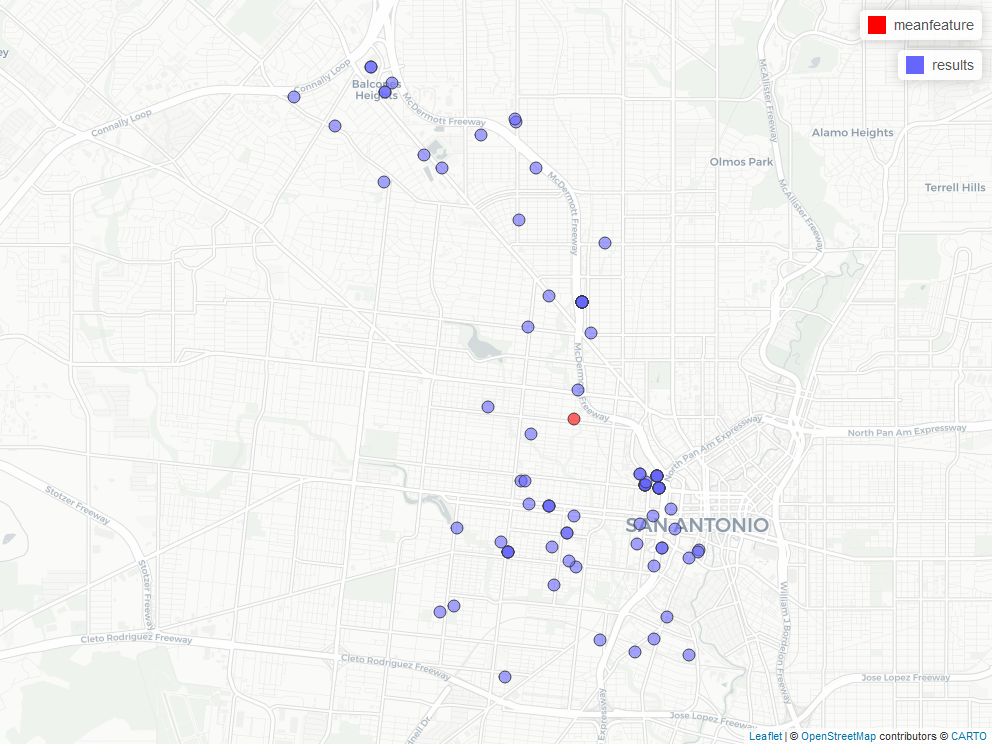 meanfeature
results
ey
Connally Loop
Balcones
Heights
McDermott Freeway
Connally Loop
McAllister Freeway
Alamo Heights
Olmos Park
Terrell Hills
McDermott Freeway
McAllister Freeway
McDermott Freeway
North Pan Am Expressway
North Pan Am Expressway
Stotzer Freeway
SAN ANTONIO
Stotzer Freeway
William J Bordelon Freeway
Cleto Rodriguez Freeway
Cleto Rodriguez Freeway
Jose Lopez Freeway
Expressway
nell Dr.
Jose Lopez Freeway
Leaflet | © OpenStreetMap contributors © CARTO